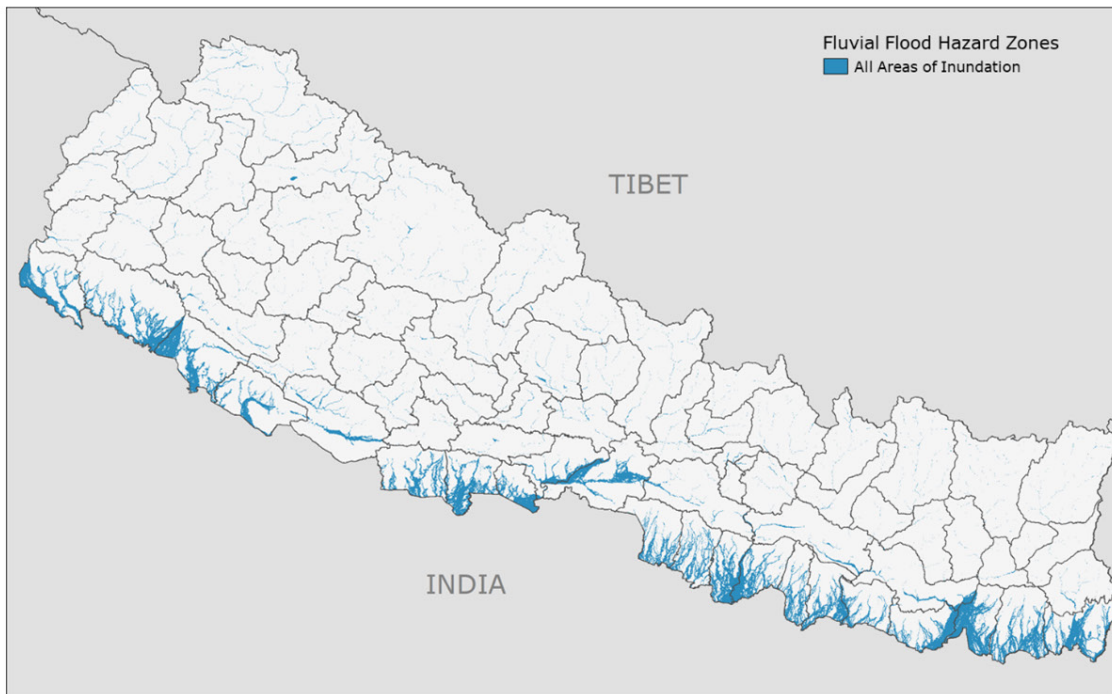 Fluvial Flood Hazard Zones
All Areas of Inundation
TIBET
INDIA